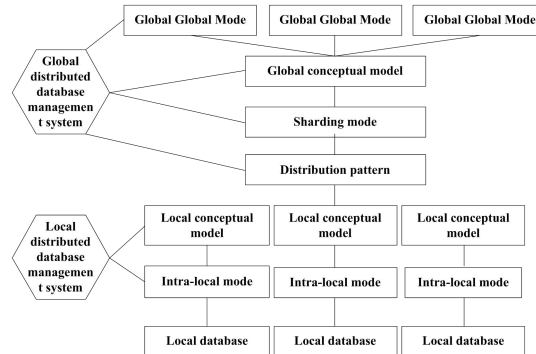 Global Global Mode
Global Global Mode
Global Global Mode
Global
distributed
database
managemen
t system
Global conceptual model
Sharding mode
Distribution pattern
Local
distributed
database
managemen
t system
Local conceptual
model
Local conceptual
model
Local conceptual
model
Intra-local mode
Intra-local mode
Intra-local mode
Local database
Local database
Local database